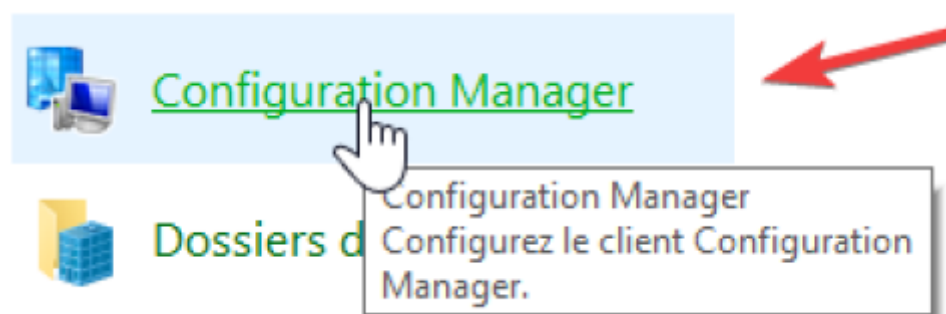 Configuration Manager
Configuration Manager
Dossiers d
Configurez le client Configuration
Manager.